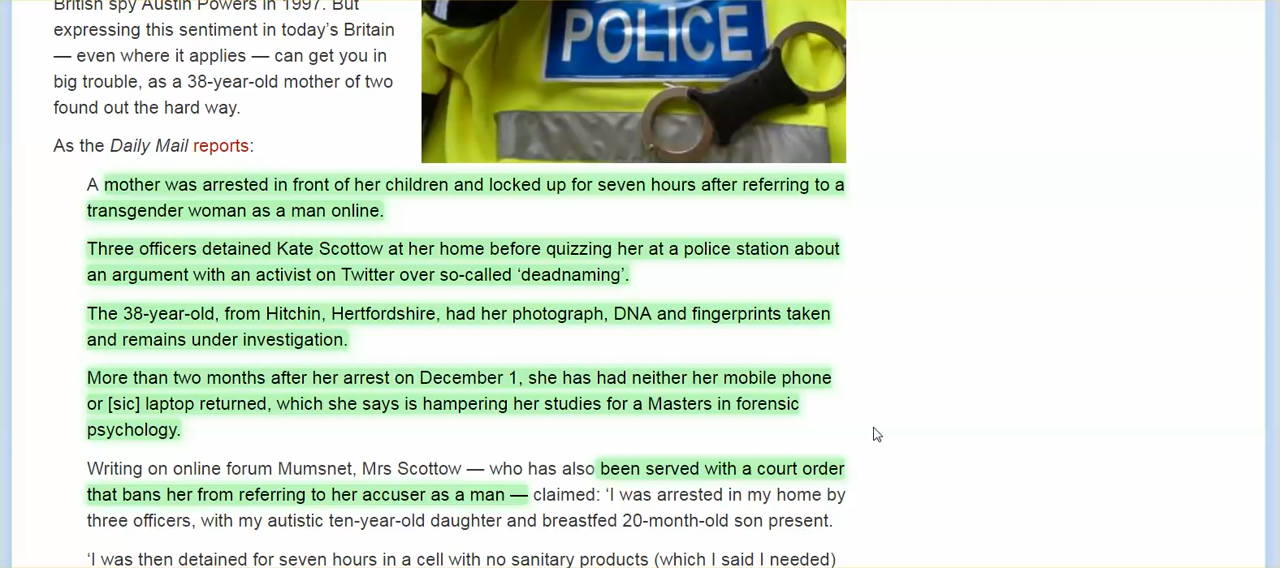 British spy Austin Powers in 1997. But
expressing this sentiment in today's Britain
— even where it applies — can get you in
big trouble, as a 38-year-old mother of two
found out the hard way.
POLICE
As the Daily Mail reports:
A mother was arrested in front of her children and locked up for seven hours after referring to a
transgender woman as a man online.
Three officers detained Kate Scottow at her home before quizzing her at a police station about
an argument with an activist on Twitter over so-called ‘deadnaming’.
The 38-year-old, from Hitchin, Hertfordshire, had her photograph, DNA and fingerprints taken
and remains under investigation.
More than two months after her arrest on December 1, she has had neither her mobile phone
or [sic] laptop returned, which she says is hampering her studies for a Masters in forensic
psychology.
Writing on online forum Mumsnet, Mrs Scottow — who has also been served with a court order
that bans her from referring to her accuser as a man — claimed: ‘I was arrested in my home by
three officers, with my autistic ten-year-old daughter and breastfed 20-month-old son present.
‘I was then detained for seven hours in a cell with no sanitary products (which I said I needed)